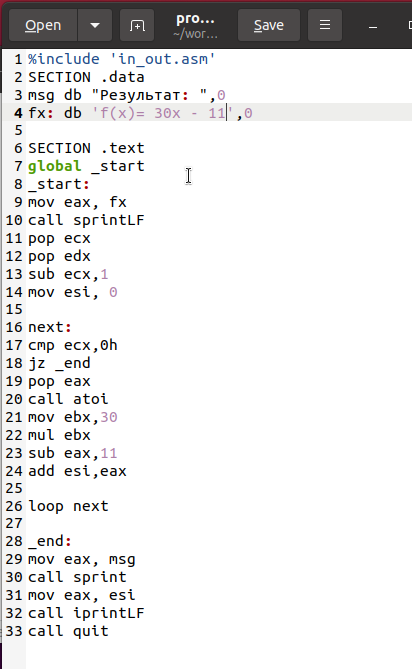 Open pro... Save
~/wor...
1 %include 'in_out.asm'
2 SECTION .data
3 msg db "Результат: ",0
4 fx: db 'f(x)= 30x - 11',0
5
6 SECTION .text
7 global _start
8 _start:
9 mov eax, fx
10 call sprintLF
11 pop ecx
12 pop edx
13 sub ecx,1
14 mov esi, 0
15
16 next:
17 cmp ecx,0h
18 jz _end
19 pop eax
20 call atoi
21 mov ebx,30
22 mul ebx
23 sub eax,11
24 add esi,eax
25
26 loop next
27
28 _end:
29 mov eax, msg
30 call sprint
31 mov eax, esi
32 call iprintLF
33 call quit